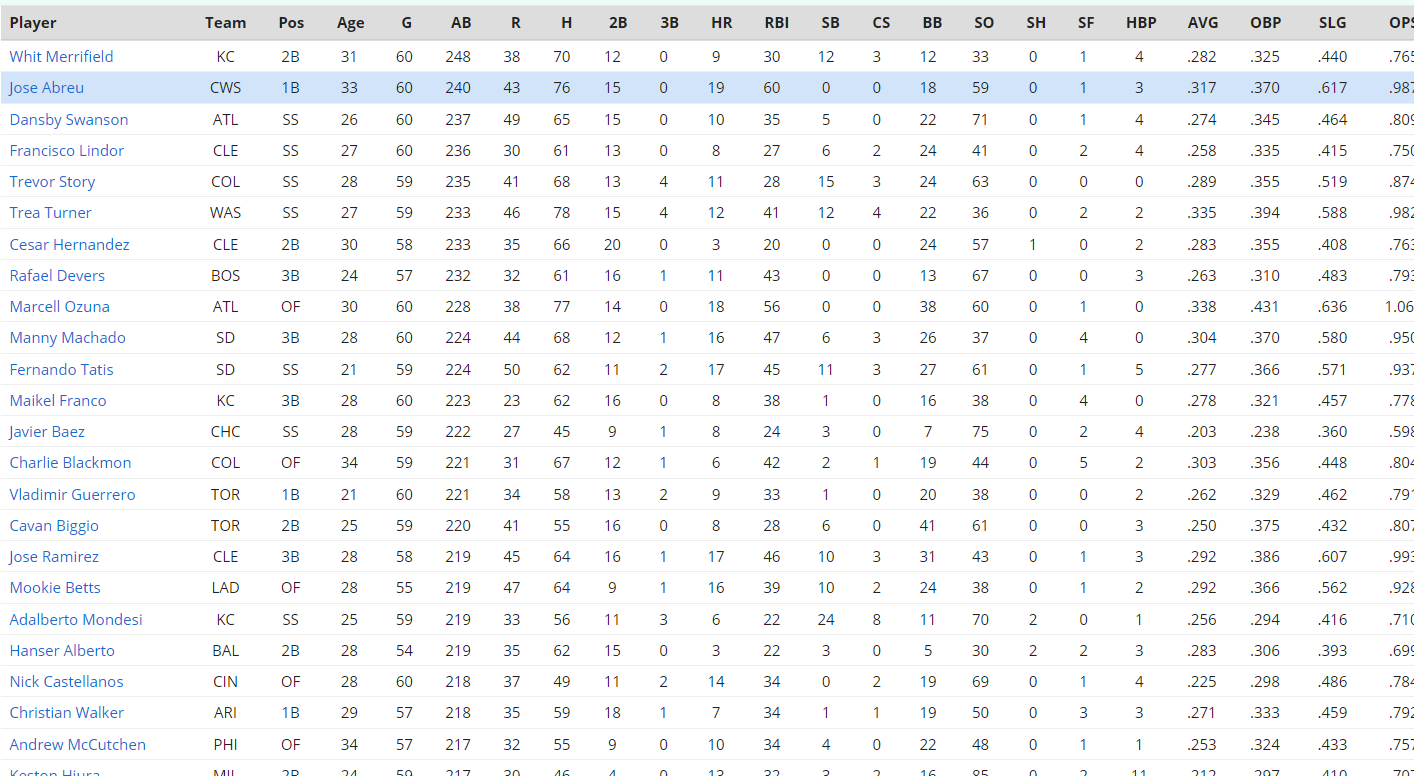 Player Team Pos Age G AB R H 2B 3B HR RBI SB CS BB SO SH SF HBP AVG OBP SLG OPS
Whit Merrifield KC 2B 31 60 248 38 70 12 0 9 30 12 3 12 33 0 1 4 .282 .325 .440 .765
Jose Abreu CWS 1B 33 60 240 43 76 15 0 19 60 0 0 18 59 0 1 3 .317 .370 .617 .987
Dansby Swanson ATL SS 26 60 237 49 65 15 0 10 35 5 0 22 71 0 1 4 .274 .345 .464 .809
Francisco Lindor CLE SS 27 60 236 30 61 13 0 8 27 6 2 24 41 0 2 4 .258 .335 .415 .750
Trevor Story COL SS 28 59 235 41 68 13 4 11 28 15 3 24 63 0 0 0 .289 .355 .519 .874
Trea Turner WAS SS 27 59 233 46 78 15 4 12 41 12 4 22 36 0 2 2 .335 .394 .588 .982
Cesar Hernandez CLE 2B 30 58 233 35 66 20 0 3 20 0 0 24 57 1 0 2 .283 .355 .408 .763
Rafael Devers BOS 3B 24 57 232 32 61 16 1 11 43 0 0 13 67 0 0 3 .263 .310 .483 .793
Marcell Ozuna ATL OF 30 60 228 38 77 14 0 18 56 0 0 38 60 0 1 0 .338 .431 .636 1.06
Manny Machado SD 3B 28 60 224 44 68 12 1 16 47 6 3 26 37 0 4 0 .304 .370 .580 .950
Fernando Tatis SD SS 21 59 224 50 62 11 2 17 45 11 3 27 61 0 1 5 .277 .366 .571 .937
Maikel Franco KC 3B 28 60 223 23 62 16 0 8 38 1 0 16 38 0 4 0 .278 .321 .457 .778
Javier Baez CHC SS 28 59 222 27 45 9 1 8 24 3 0 7 75 0 2 4 .203 .238 .360 .598
Charlie Blackmon COL OF 34 59 221 31 67 12 1 6 42 2 1 19 44 0 5 2 .303 .356 .448 .804
Vladimir Guerrero TOR 1B 21 60 221 34 58 13 2 9 33 1 0 20 38 0 0 2 .262 .329 .462 .791
Cavan Biggio TOR 2B 25 59 220 41 55 16 0 8 28 6 0 41 61 0 0 3 .250 .375 .432 .807
Jose Ramirez CLE 3B 28 58 219 45 64 16 1 17 46 10 3 31 43 0 1 3 .292 .386 .607 .993
Mookie Betts LAD OF 28 55 219 47 64 9 1 16 39 10 2 24 38 0 1 2 .292 .366 .562 .928
Adalberto Mondesi KC SS 25 59 219 33 56 11 3 6 22 24 8 11 70 2 0 1 .256 .294 .416 .710
Hanser Alberto BAL 2B 28 54 219 35 62 15 0 3 22 3 0 5 30 2 2 3 .283 .306 .393 .699
Nick Castellanos CIN OF 28 60 218 37 49 11 2 14 34 0 2 19 69 0 1 4 .225 .298 .486 .784
Christian Walker ARI 1B 29 57 218 35 59 18 1 7 34 1 1 19 50 0 3 3 .271 .333 .459 .792
Andrew McCutchen PHI OF 34 57 217 32 55 9 0 10 34 4 0 22 48 0 1 1 .253 .324 .433 .757
Keston Hiura MIL 2B 24 59 217 30 46 4 0 13 32 3 2 16 85 0 2 11 .212 .297 .410 .707